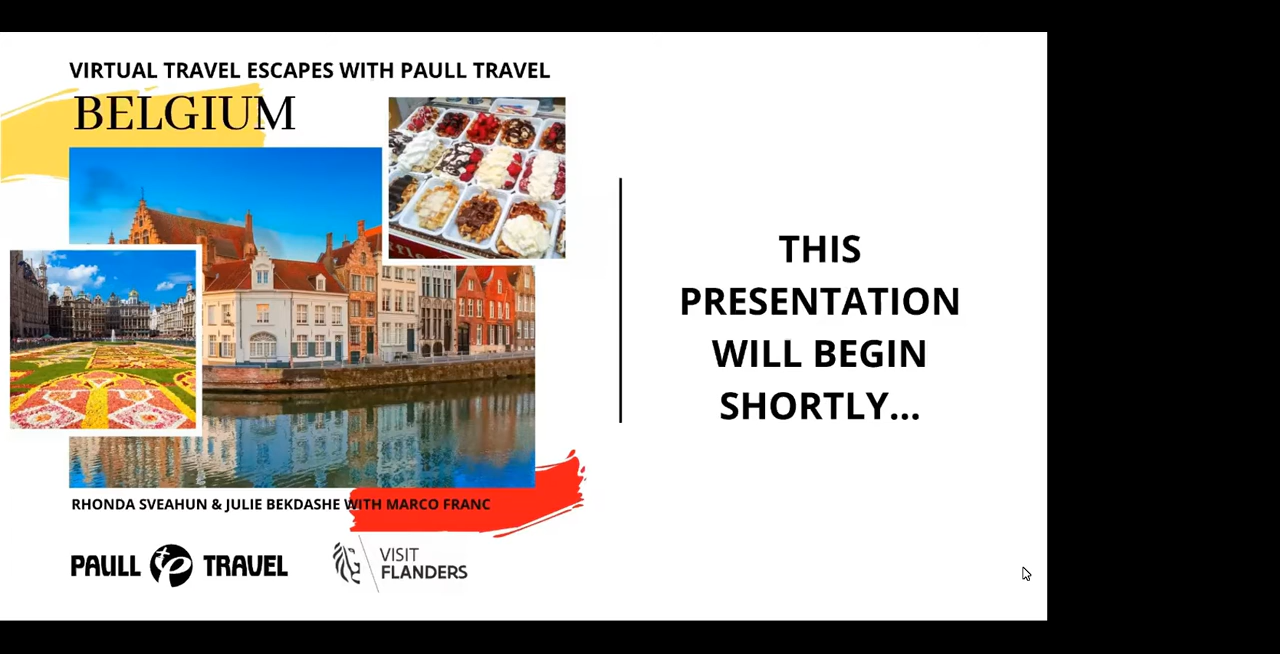 VIRTUAL TRAVEL ESCAPES WITH PAULL TRAVEL
BELGIUM
RHONDA SVEAHUN & JULIE BEKDASHE WITH MARCO FRANC
PAULL TRAVEL
VISIT
FLANDERS
THIS
PRESENTATION
WILL BEGIN
SHORTLY...